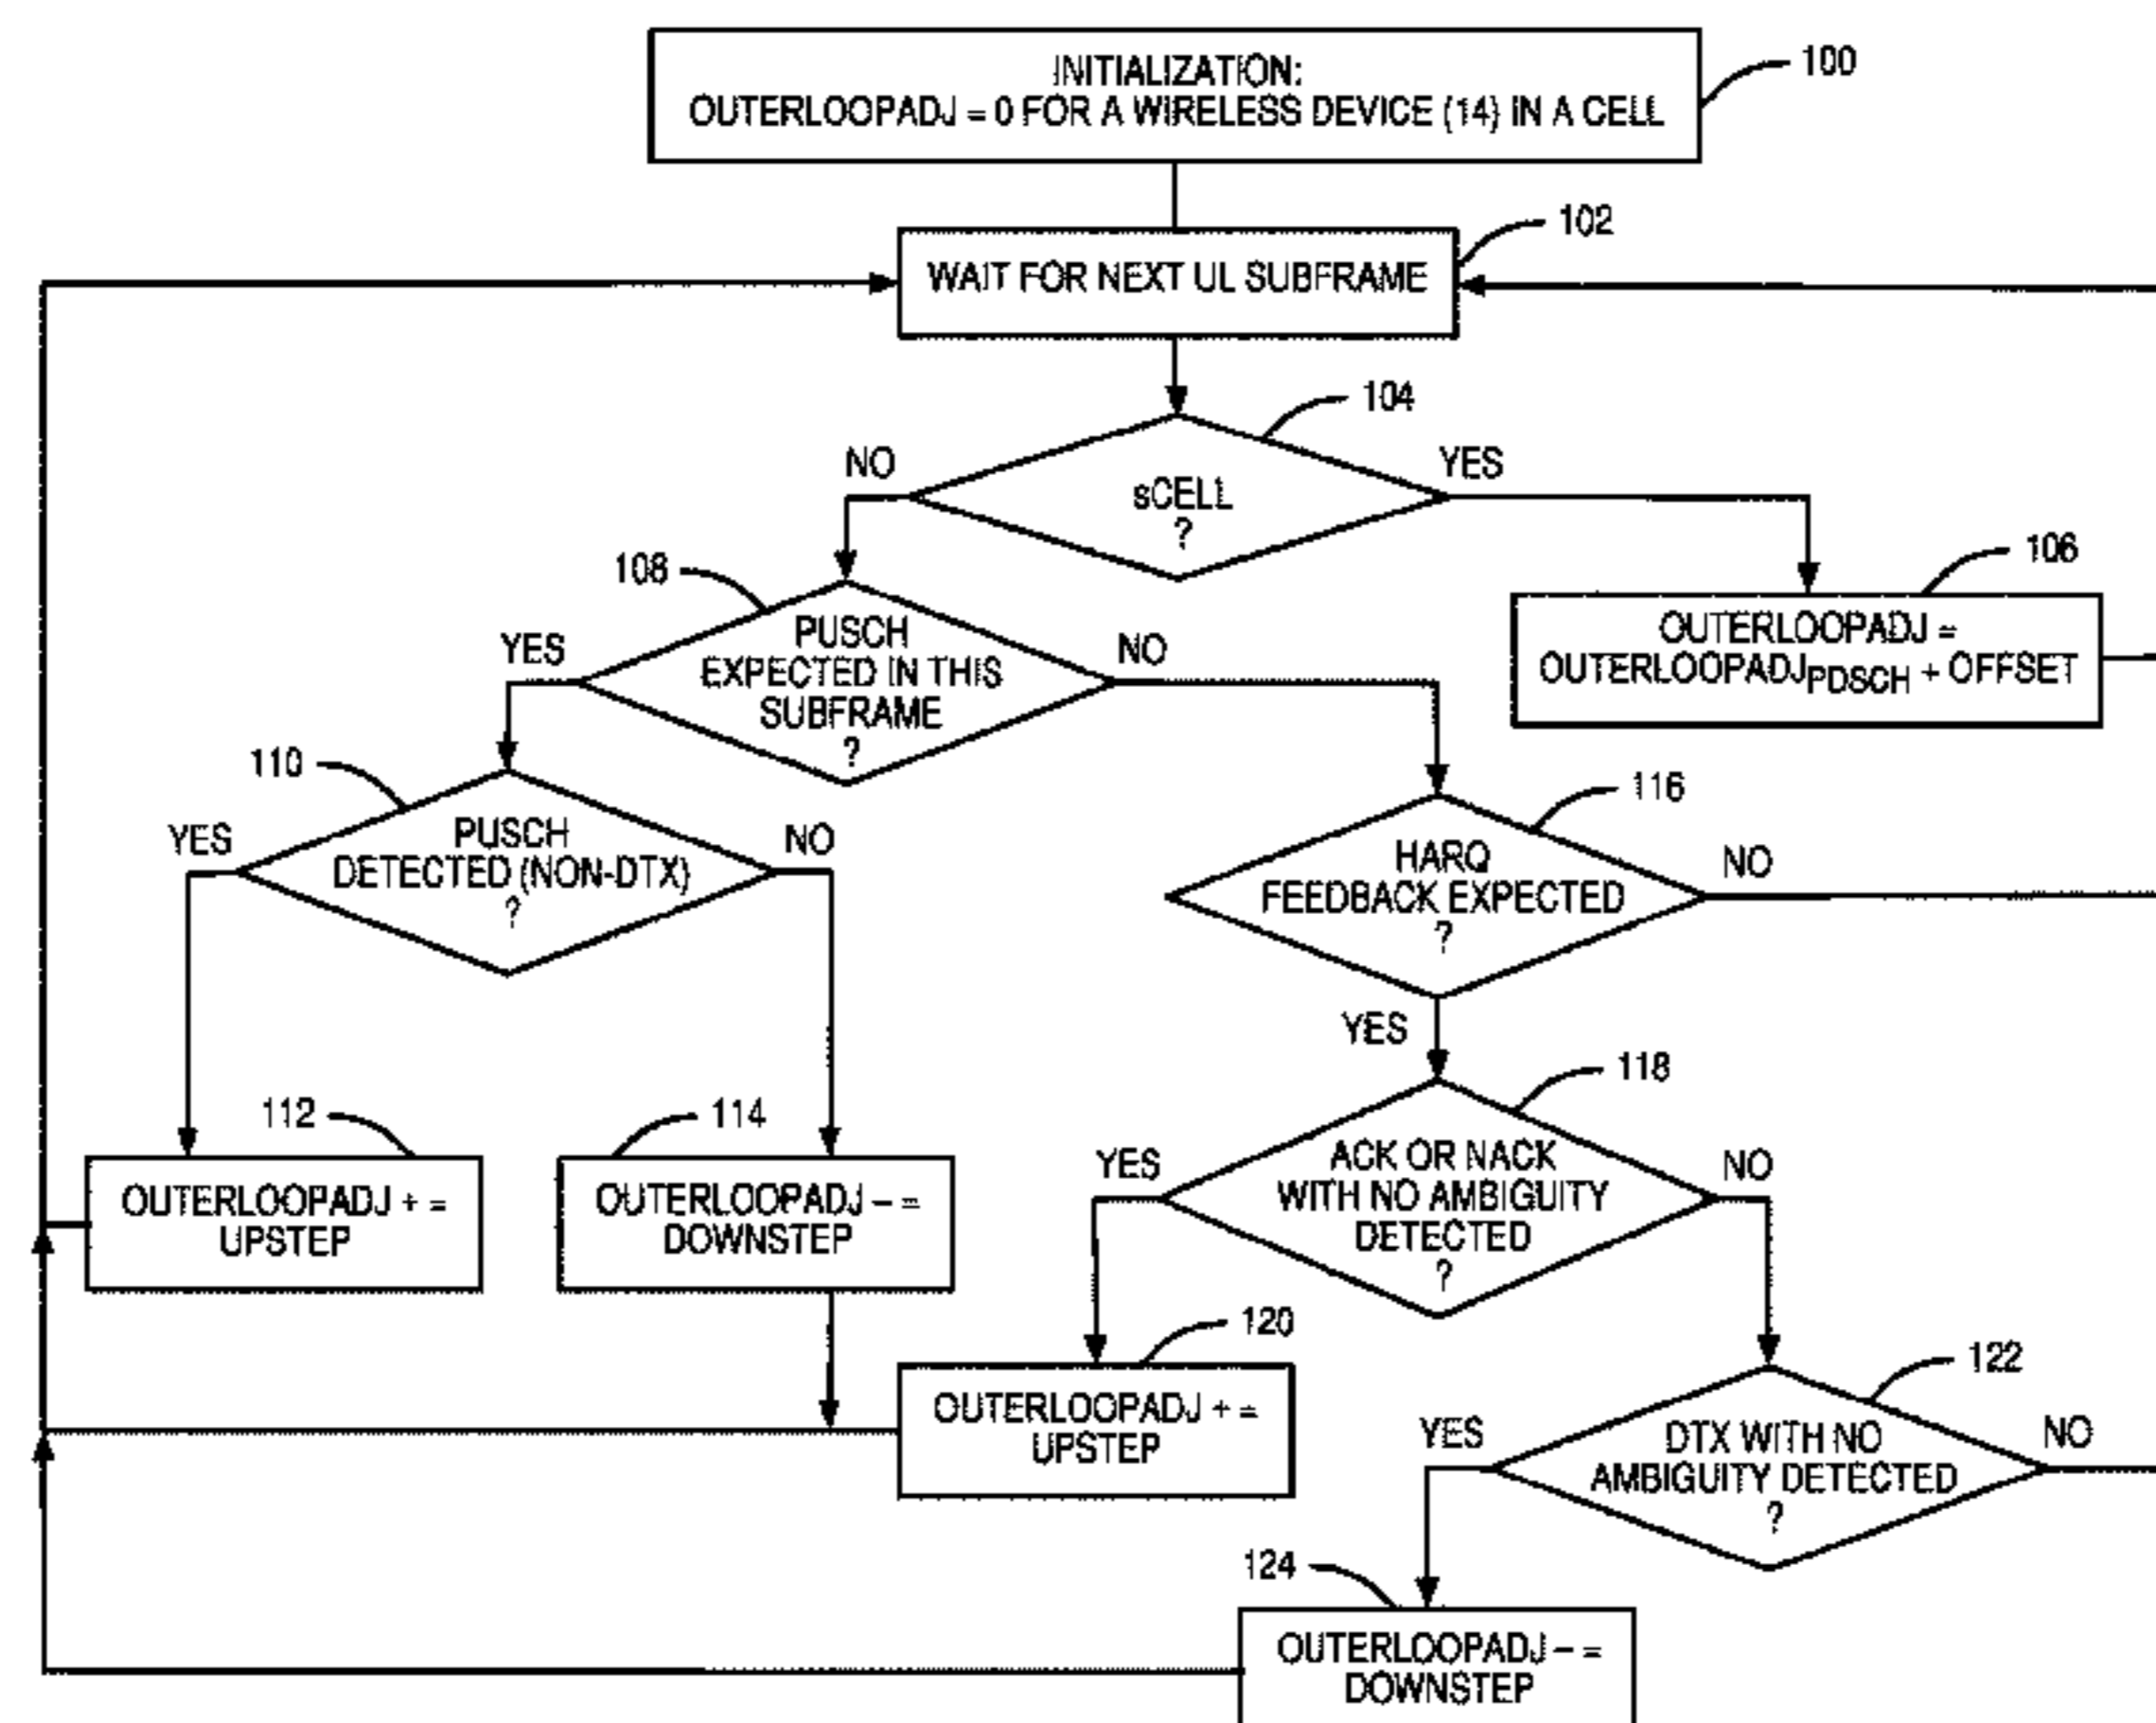 INITIALIZATION:
OUTERLOOPADJ = 0 FOR A WIRELESS DEVICE (14) IN A CELL
100
WAIT FOR NEXT UL SUBFRAME
102
104
NO
YES
sCELL
?
106
OUTERLOOPADJ =
OUTERLOOPADJPDSCH + OFFSET
108
YES
NO
PUSCH
EXPECTED IN THIS
SUBFRAME
?
110
YES
NO
PUSCH
DETECTED (NON-DTX)
?
116
HARQ
FEEDBACK EXPECTED
?
NO
YES
112
OUTERLOOPADJ + =
UPSTEP
114
OUTERLOOPADJ – =
DOWNSTEP
118
YES
NO
ACK OR NACK
WITH NO AMBIGUITY
DETECTED
?
120
OUTERLOOPADJ + =
UPSTEP
122
YES
NO
DTX WITH NO
AMBIGUITY DETECTED
?
124
OUTERLOOPADJ – =
DOWNSTEP